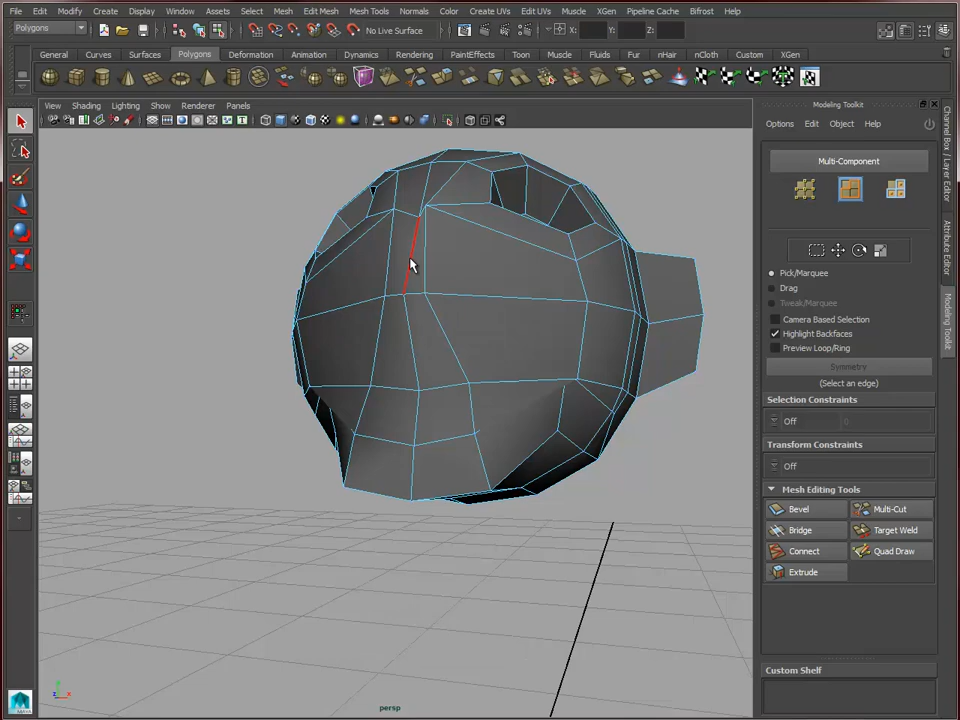 File Edit Modify Create Display Window Assets Select Mesh Edit Mesh Mesh Tools Normals Color Create UVs Edit UVs Muscle XGen Pipeline Cache Bifrost Help
Polygons No Live Surface X: Y: Z:
General Curves Surfaces Polygons Deformation Animation Dynamics Rendering PaintEffects Toon Muscle Fluids Fur nHair nCloth Custom XGen
View Shading Lighting Show Renderer Panels
Modeling Toolkit
Options Edit Object Help
Multi-Component
Pick/Marquee
Drag
Tweak/Marquee
Camera Based Selection
Highlight Backfaces
Preview Loop/Ring
Symmetry
(Select an edge)
Selection Constraints
Off 0
Transform Constraints
Off
Mesh Editing Tools
Bevel Multi-Cut
Bridge Target Weld
Connect Quad Draw
Extrude
Custom Shelf
Channel Box / Layer Editor
Attribute Editor
Modeling Toolkit
persp